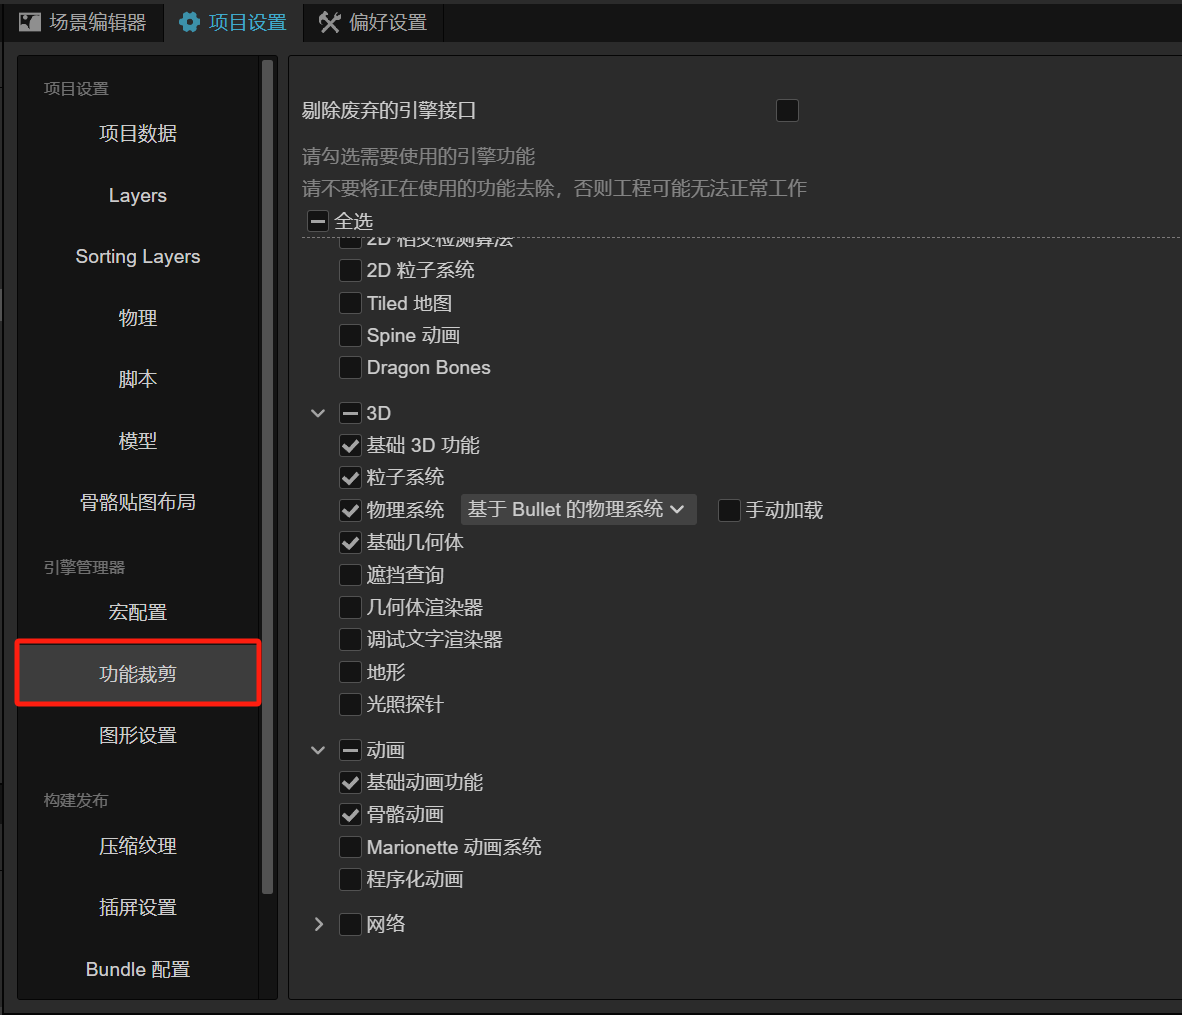 场景编辑器 项目设置 偏好设置
项目设置
项目数据
Layers
Sorting Layers
物理
脚本
模型
骨骼贴图布局
引擎管理器
宏配置
功能裁剪
图形设置
构建发布
压缩纹理
插屏设置
Bundle 配置
剔除废弃的引擎接口
请勾选需要使用的引擎功能
请不要将正在使用的功能去除，否则工程可能无法正常工作
全选
2D 相交检测算法
2D 粒子系统
Tiled 地图
Spine 动画
Dragon Bones
3D
基础 3D 功能
粒子系统
物理系统 基于 Bullet 的物理系统 手动加载
基础几何体
遮挡查询
几何体渲染器
调试文字渲染器
地形
光照探针
动画
基础动画功能
骨骼动画
Marionette 动画系统
程序化动画
网络